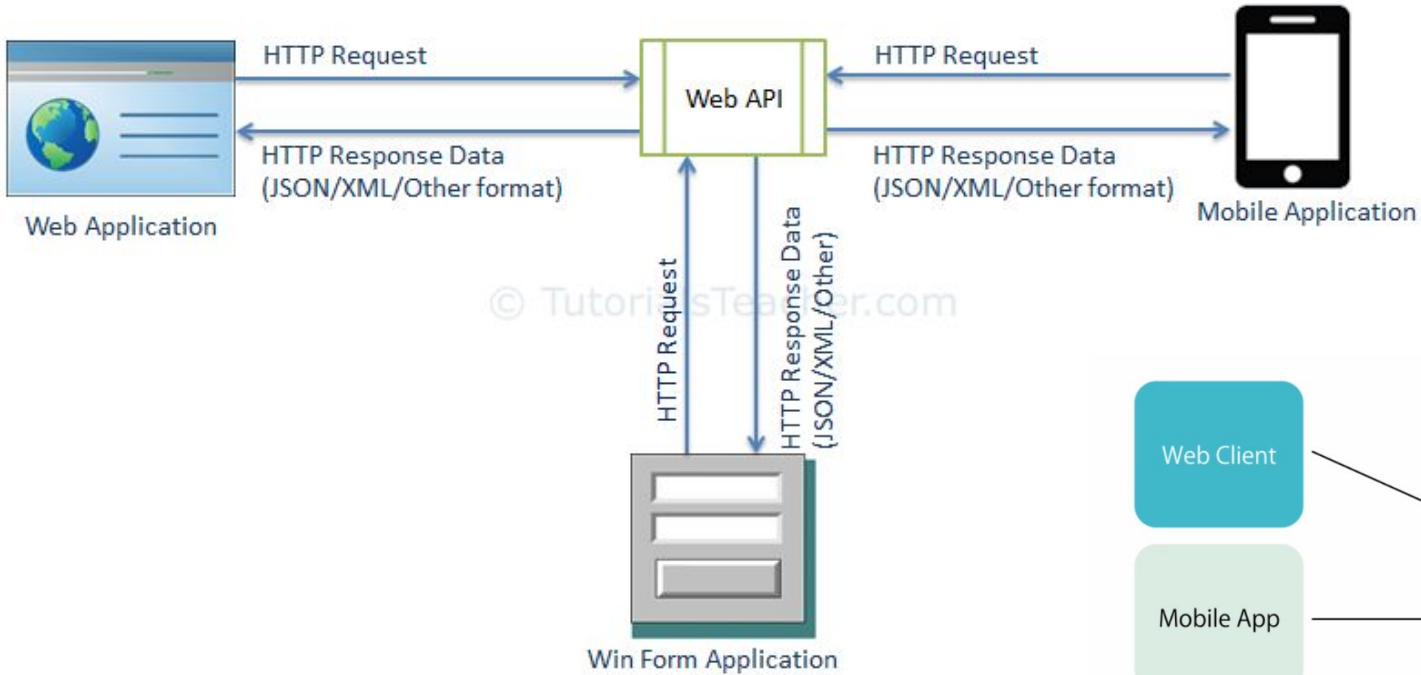 HTTP Request
HTTP Response Data
(JSON/XML/Other format)
Web Application
Web API
HTTP Request
HTTP Response Data
(JSON/XML/Other format)
Mobile Application
© TutorialsTeacher.com
HTTP Request
HTTP Response Data
(JSON/XML/Other)
Win Form Application
Web Client
Mobile App